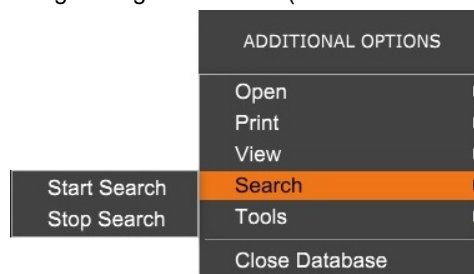 ADDITIONAL OPTIONS
Open
Print
View
Search
Start Search
Stop Search
Tools
Close Database